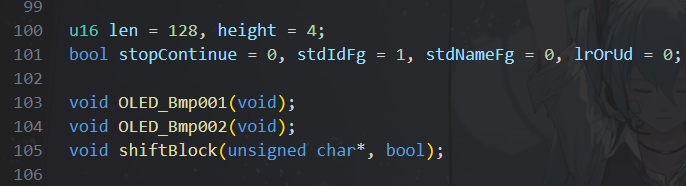 99
100 u16 len = 128, height = 4;
101 bool stopContinue = 0, stdIdFg = 1, stdNameFg = 0, lrOrUd = 0;
102
103 void OLED_Bmp001(void);
104 void OLED_Bmp002(void);
105 void shiftBlock(unsigned char*, bool);
106